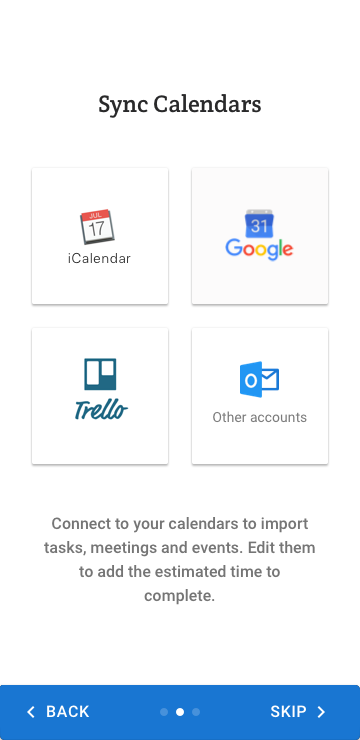 Sync Calendars
JUL
17
iCalendar
31
Google
Trello
O
Other accounts
Connect to your calendars to import
tasks, meetings and events. Edit them
to add the estimated time to
complete.
BACK
SKIP